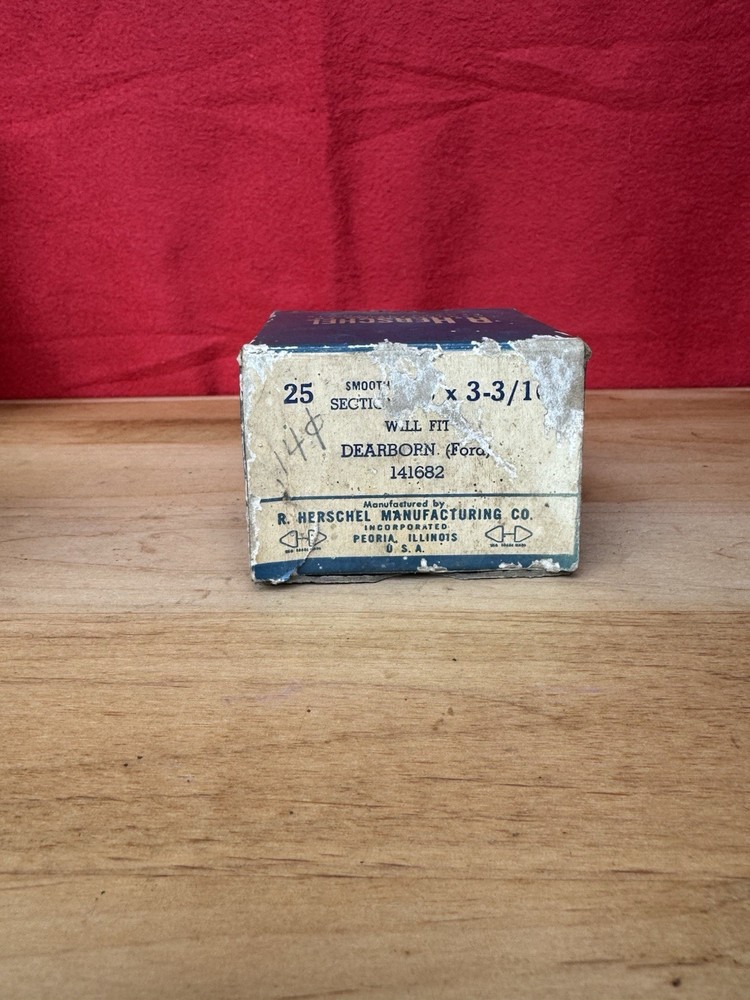 R. HERSCHEL
25 SMOOTH
SECTION x 3-3/16
WILL FIT
DEARBORN. (Ford)
141682
14¢
Manufactured by
R. HERSCHEL MANUFACTURING CO.
INCORPORATED
PEORIA, ILLINOIS
U. S. A.